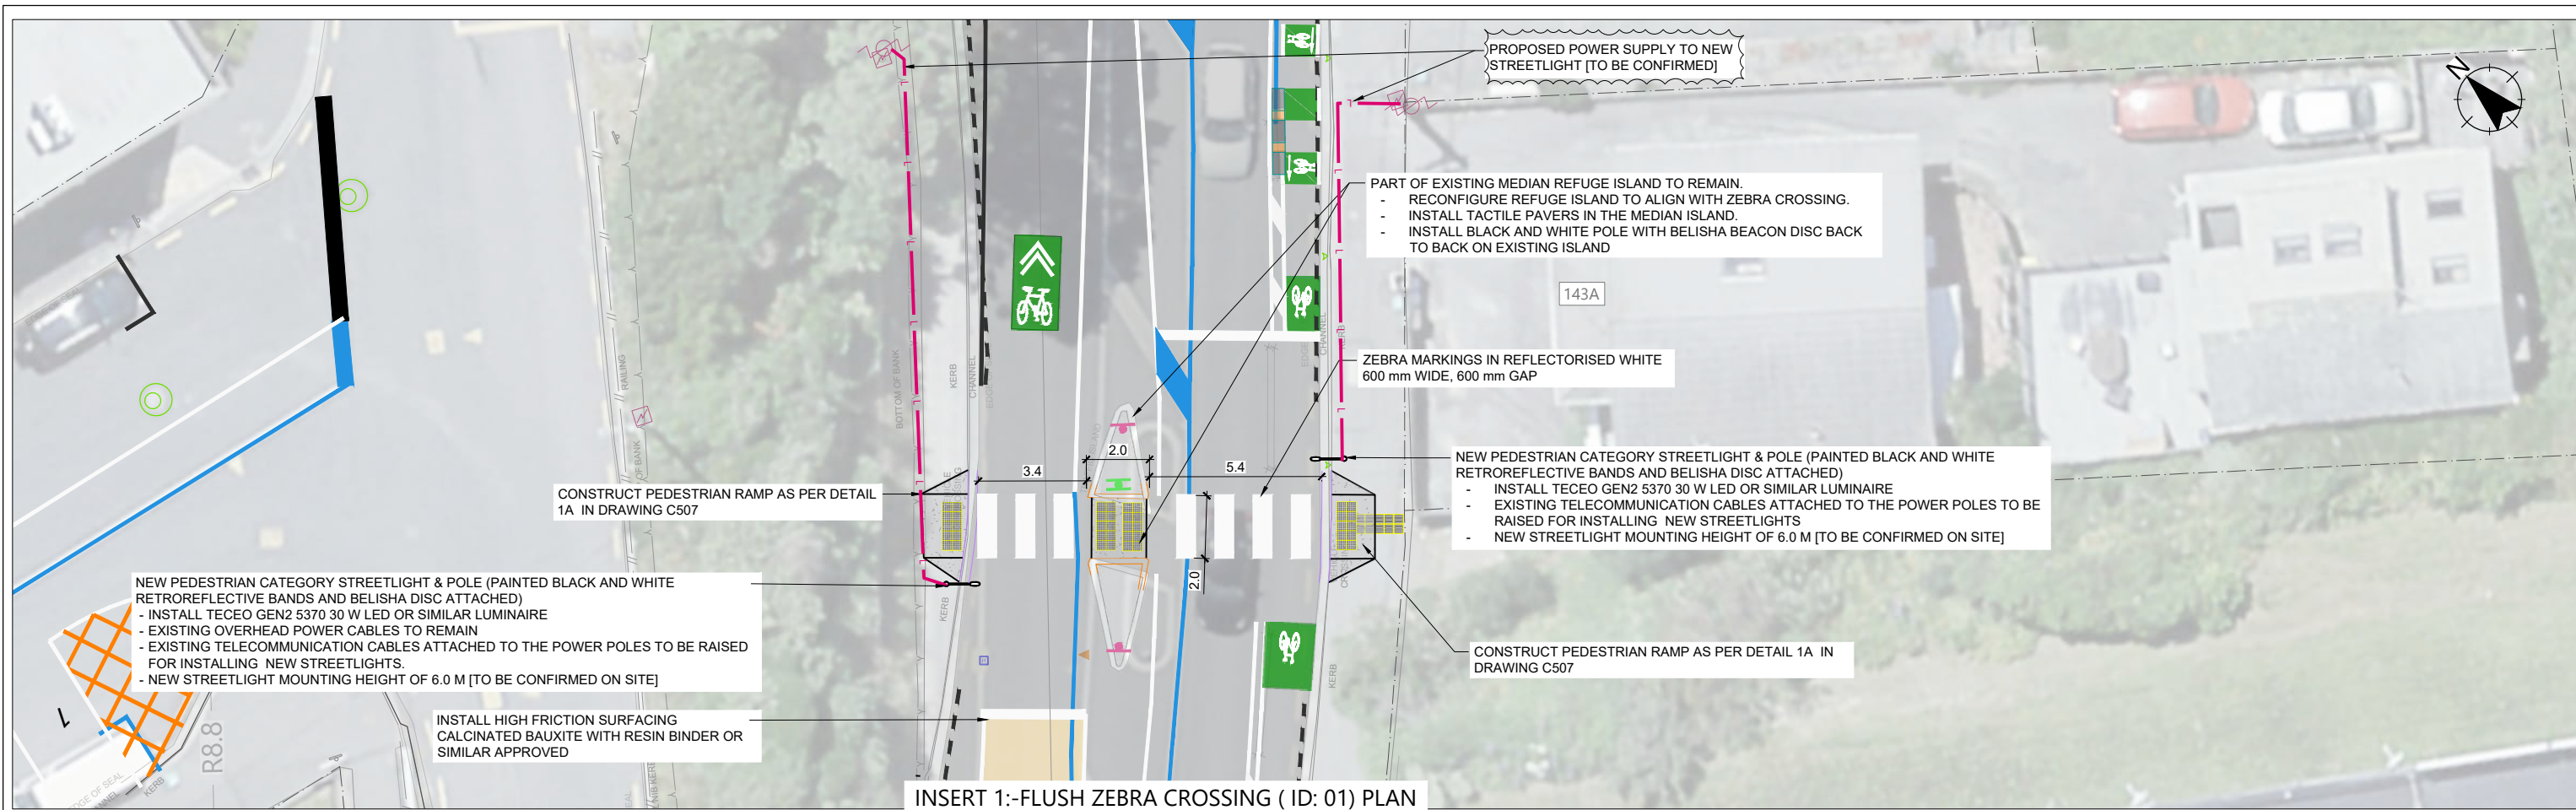 PROPOSED POWER SUPPLY TO NEW
STREETLIGHT [TO BE CONFIRMED]
N
PART OF EXISTING MEDIAN REFUGE ISLAND TO REMAIN.
- RECONFIGURE REFUGE ISLAND TO ALIGN WITH ZEBRA CROSSING.
- INSTALL TACTILE PAVERS IN THE MEDIAN ISLAND.
- INSTALL BLACK AND WHITE POLE WITH BELISHA BEACON DISC BACK
TO BACK ON EXISTING ISLAND
143A
ZEBRA MARKINGS IN REFLECTORISED WHITE
600 mm WIDE, 600 mm GAP
RAILING
BOTTOM OF BANK
KERB
CHANNEL
CHANNEL
KERB
OF BANK
3.4
2.0
5.4
2.0
CONSTRUCT PEDESTRIAN RAMP AS PER DETAIL
1A IN DRAWING C507
NEW PEDESTRIAN CATEGORY STREETLIGHT & POLE (PAINTED BLACK AND WHITE
RETROREFLECTIVE BANDS AND BELISHA DISC ATTACHED)
- INSTALL TECEO GEN2 5370 30 W LED OR SIMILAR LUMINAIRE
- EXISTING TELECOMMUNICATION CABLES ATTACHED TO THE POWER POLES TO BE
RAISED FOR INSTALLING NEW STREETLIGHTS
- NEW STREETLIGHT MOUNTING HEIGHT OF 6.0 M [TO BE CONFIRMED ON SITE]
NEW PEDESTRIAN CATEGORY STREETLIGHT & POLE (PAINTED BLACK AND WHITE
RETROREFLECTIVE BANDS AND BELISHA DISC ATTACHED)
- INSTALL TECEO GEN2 5370 30 W LED OR SIMILAR LUMINAIRE
- EXISTING OVERHEAD POWER CABLES TO REMAIN
- EXISTING TELECOMMUNICATION CABLES ATTACHED TO THE POWER POLES TO BE RAISED
FOR INSTALLING NEW STREETLIGHTS.
- NEW STREETLIGHT MOUNTING HEIGHT OF 6.0 M [TO BE CONFIRMED ON SITE]
KERB
KERB
CONSTRUCT PEDESTRIAN RAMP AS PER DETAIL 1A IN
DRAWING C507
INSTALL HIGH FRICTION SURFACING
CALCINATED BAUXITE WITH RESIN BINDER OR
SIMILAR APPROVED
R8.8
1
KERB
INSERT 1:-FLUSH ZEBRA CROSSING ( ID: 01) PLAN